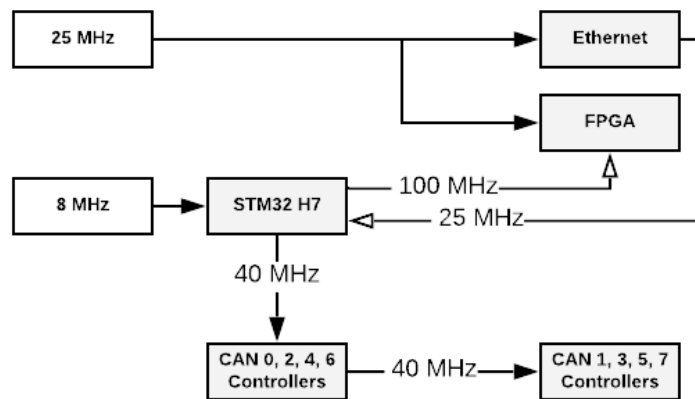 25 MHz
Ethernet
FPGA
100 MHz
8 MHz
STM32 H7
25 MHz
40 MHz
CAN 0, 2, 4, 6
Controllers
40 MHz
CAN 1, 3, 5, 7
Controllers